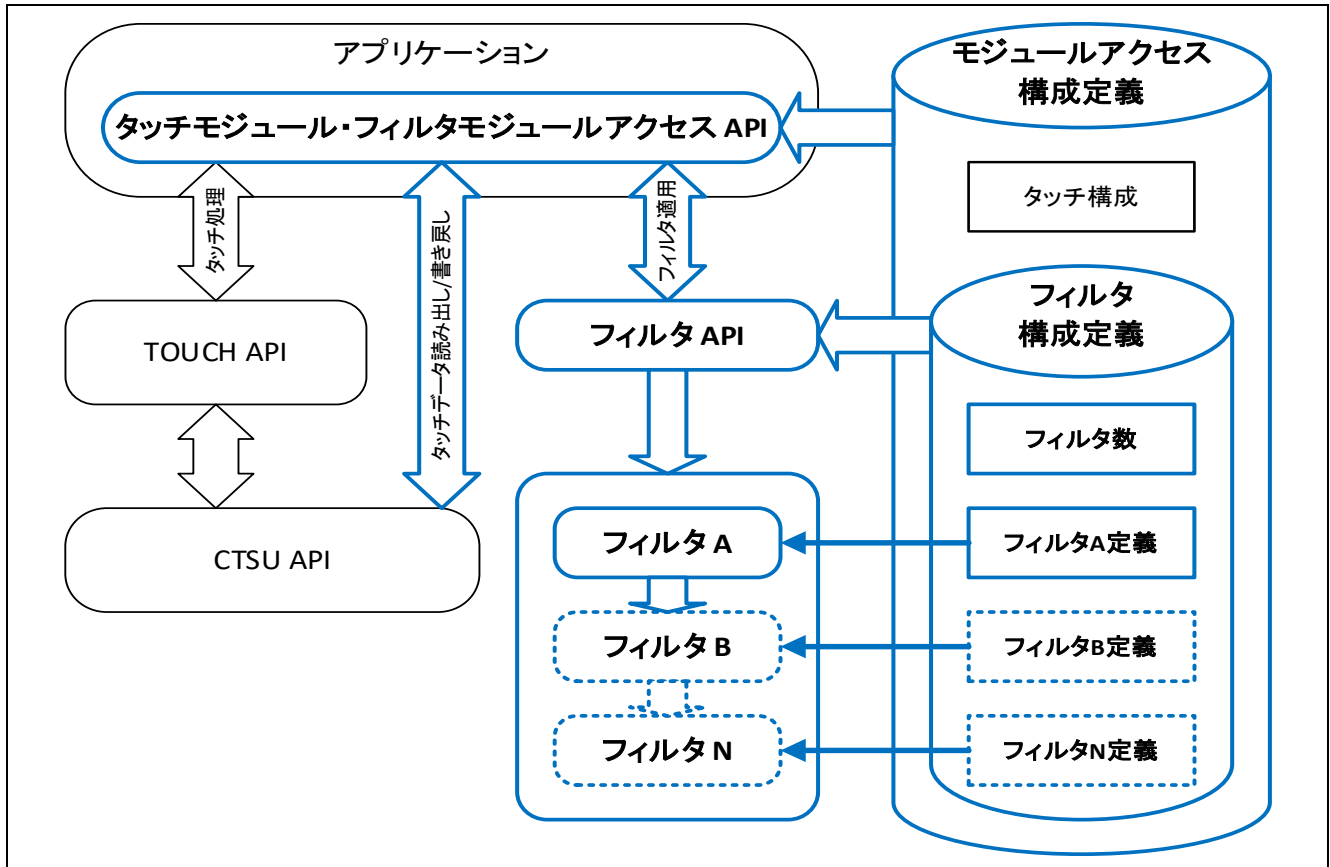 アプリケーション
タッチモジュール・フィルタモジュールアクセス API
タッチ処理
タッチデータ読み出し/書き戻し
フィルタ適用
TOUCH API
CTSU API
フィルタ API
フィルタ A
フィルタ B
フィルタ N
モジュールアクセス
構成定義
タッチ構成
フィルタ
構成定義
フィルタ数
フィルタA定義
フィルタB定義
フィルタN定義